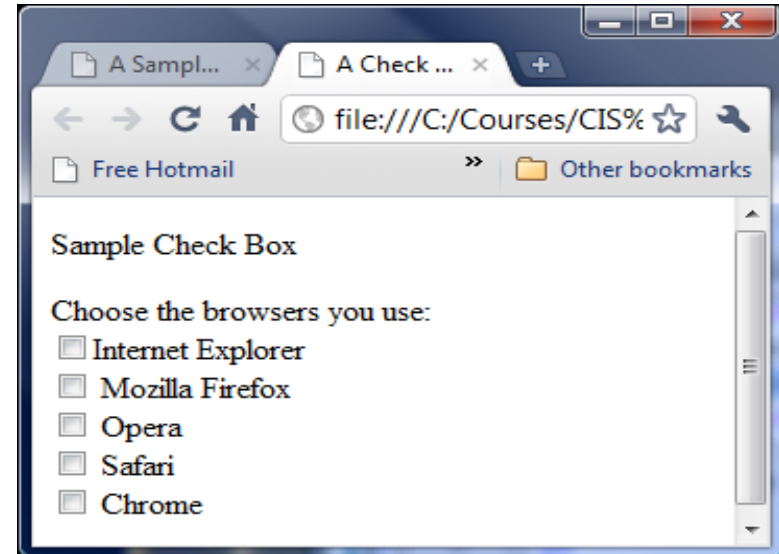 A Sampl...
A Check ...
file:///C:/Courses/CIS%
Free Hotmail
»
Other bookmarks
Sample Check Box
Choose the browsers you use:
Internet Explorer
Mozilla Firefox
Opera
Safari
Chrome